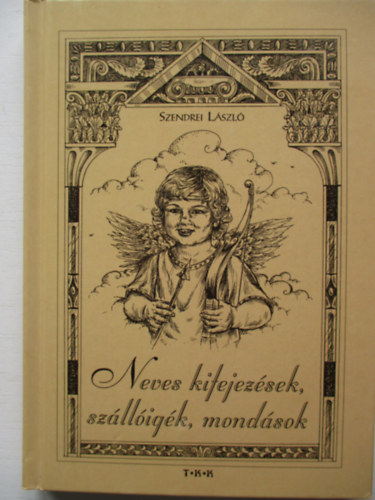 SZENDREI LÁSZLÓ
Neves kifejezések,
szállóigék, mondások
T•K•K